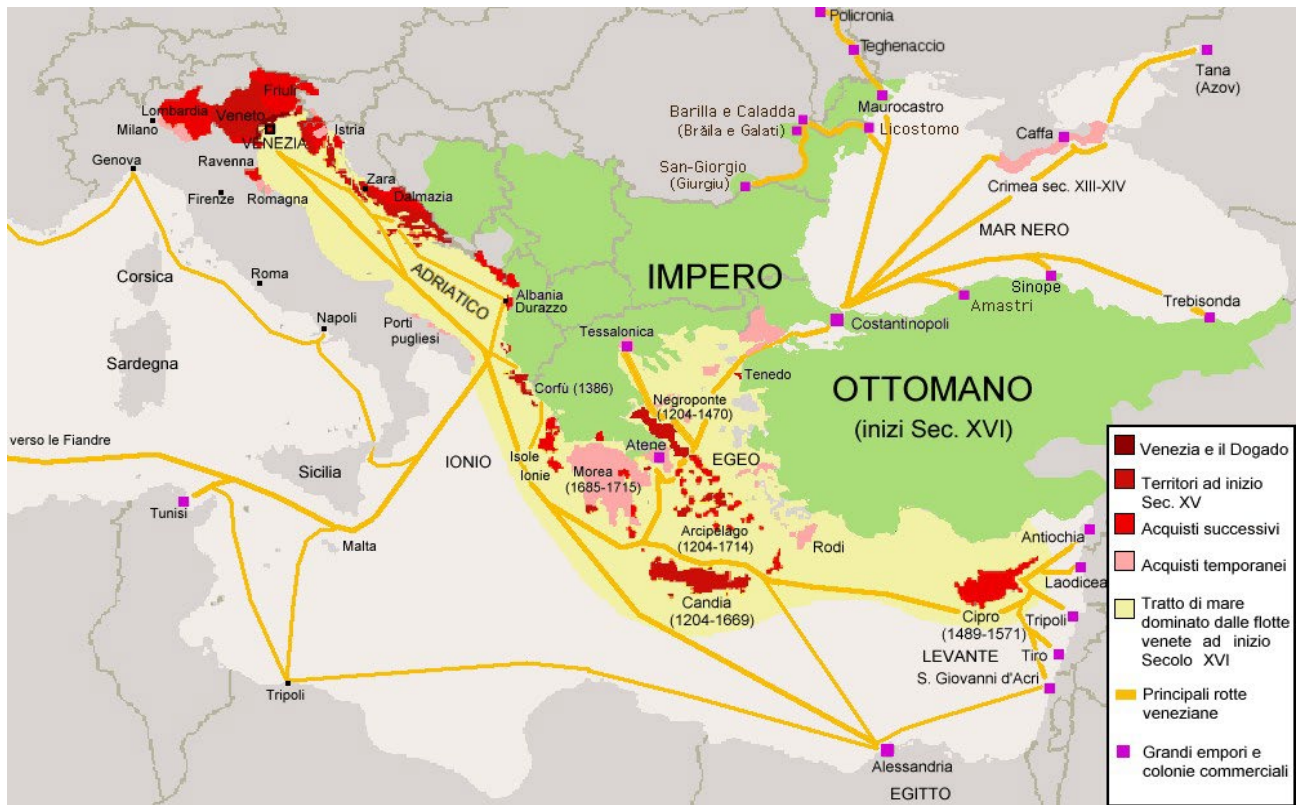 Policronia
Teghenaccio
Tana
(Azov)
Maurocastro
Friuli
Lombardia
Veneto
Milano
VENEZIA
Istria
Barilla e Caladda
(Brăila e Galati)
Licostomo
Caffa
Genova
Ravenna
San-Giorgio
(Giurgiu)
Crimea sec. XIII-XIV
Zara
Dalmazia
Firenze
Romagna
MAR NERO
Corsica
Roma
ADRIATICO
IMPERO
Sinope
Amastri
Trebisonda
Albania
Durazzo
Napoli
Porti
pugliesi
Tessalonica
Costantinopoli
Sardegna
Tenedo
Corfù (1386)
Negroponte
(1204-1470)
OTTOMANO
(inizi Sec. XVI)
verso le Fiandre
Sicilia
IONIO
Isole
Ionie
Atene
EGEO
Morea
(1685-1715)
Tunisi
Malta
Arcipelago
(1204-1714)
Rodi
Antiochia
Laodicea
Candia
(1204-1669)
Cipro
(1489-1571)
Tripoli
LEVANTE
Tiro
S. Giovanni d'Acri
Tripoli
Alessandria
EGITTO
Venezia e il Dogado
Territori ad inizio
Sec. XV
Acquisti successivi
Acquisti temporanei
Tratto di mare
dominato dalle flotte
venete ad inizio
Secolo XVI
Principali rotte
veneziane
Grandi empori e
colonie commerciali